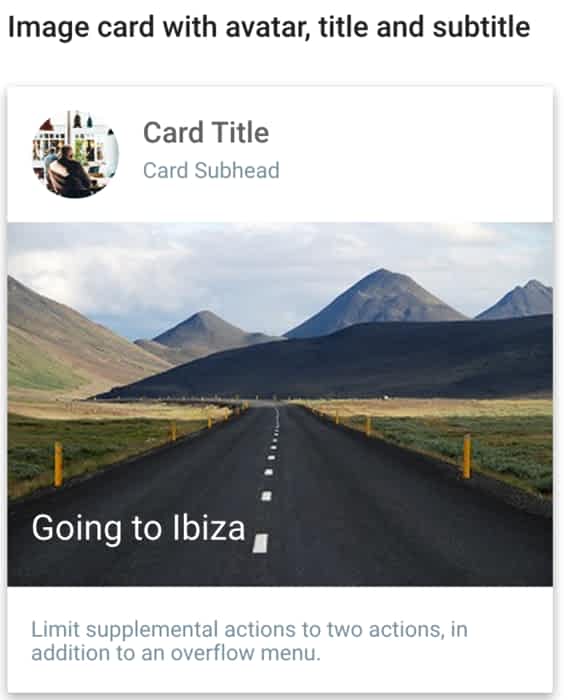 Image card with avatar, title and subtitle
Card Title
Card Subhead
Going to Ibiza
Limit supplemental actions to two actions, in
addition to an overflow menu.